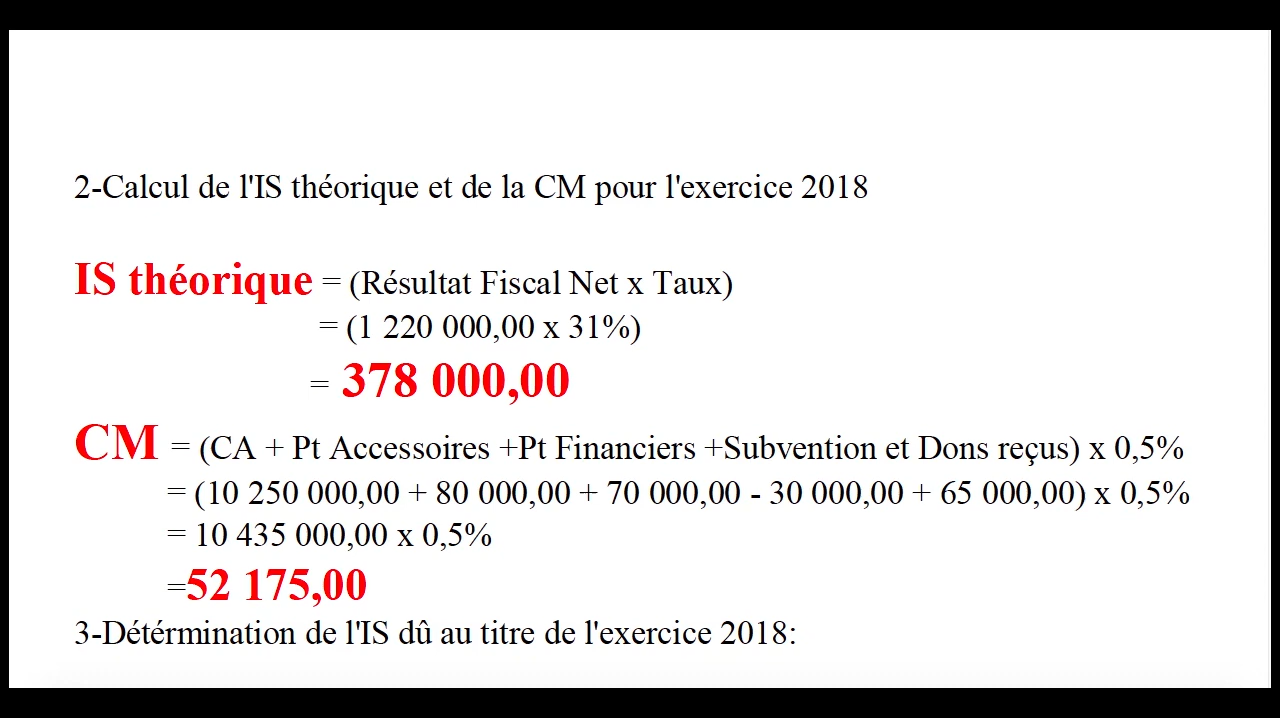 2-Calcul de l'IS théorique et de la CM pour l'exercice 2018
IS théorique = (Résultat Fiscal Net x Taux)
= (1 220 000,00 x 31%)
= 378 000,00
CM = (CA + Pt Accessoires +Pt Financiers +Subvention et Dons reçus) x 0,5%
= (10 250 000,00 + 80 000,00 + 70 000,00 - 30 000,00 + 65 000,00) x 0,5%
= 10 435 000,00 x 0,5%
=52 175,00
3-Détérmination de l'IS dû au titre de l'exercice 2018: